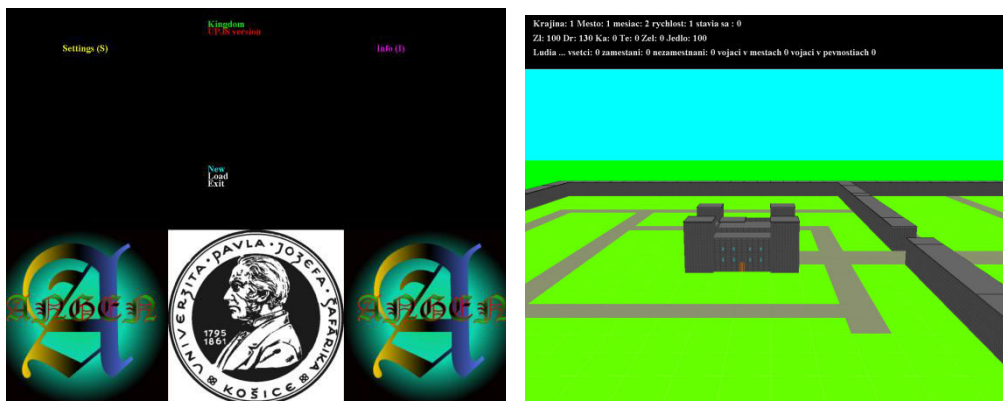 Kingdom
UPJS version
Settings (S)
Info (I)
New
Load
Exit
ANGEN
UNIVERZITA · PAVLA · JOZEFA · ŠAFÁRIKA
1795
1861
KOŠICE
ANGEN
Krajina: 1 Mesto: 1 mesiac: 2 rychlost: 1 stavia sa : 0
Zl: 100 Dr: 130 Ka: 0 Te: 0 Zel: 0 Jedlo: 100
Ludia ... vsetci: 0 zamestani: 0 nezamestnani: 0 vojaci v mestach 0 vojaci v pevnostiach 0